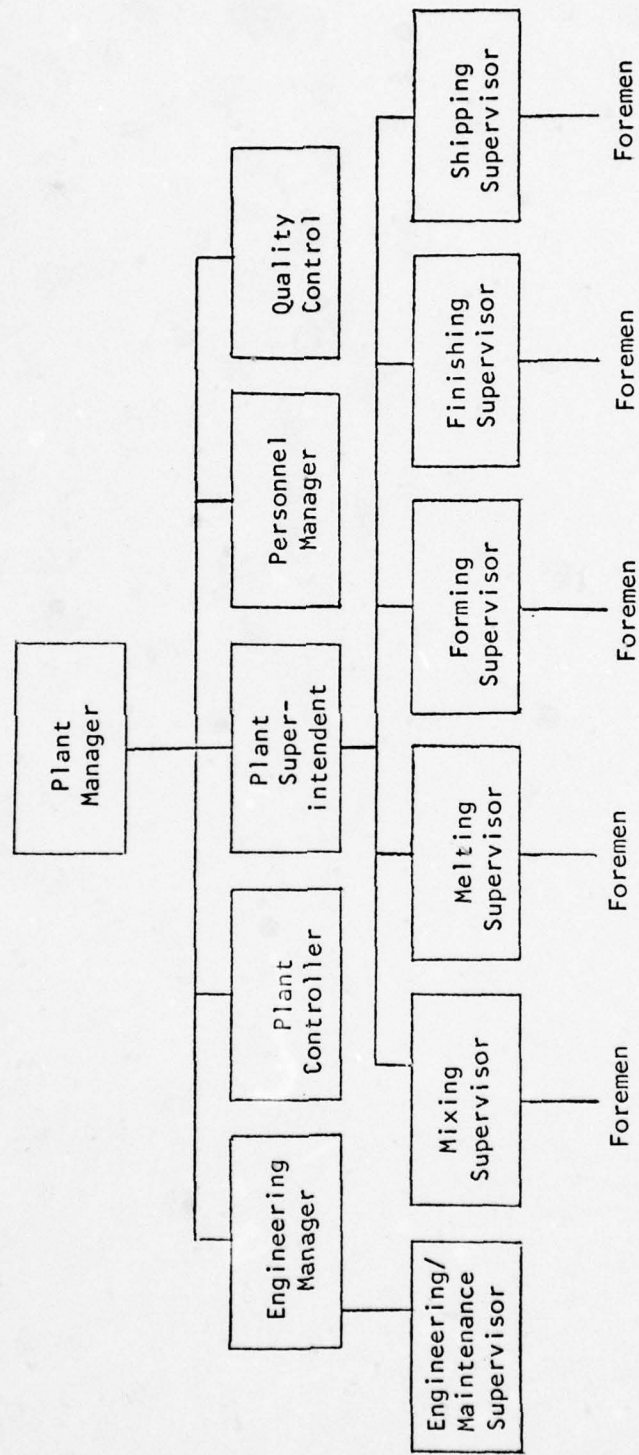 Plant
Manager
Engineering
Manager
Plant
Controller
Plant
Super-
intendent
Personnel
Manager
Quality
Control
Engineering/
Maintenance
Supervisor
Mixing
Supervisor
Melting
Supervisor
Forming
Supervisor
Finishing
Supervisor
Shipping
Supervisor
Foremen
Foremen
Foremen
Foremen
Foremen